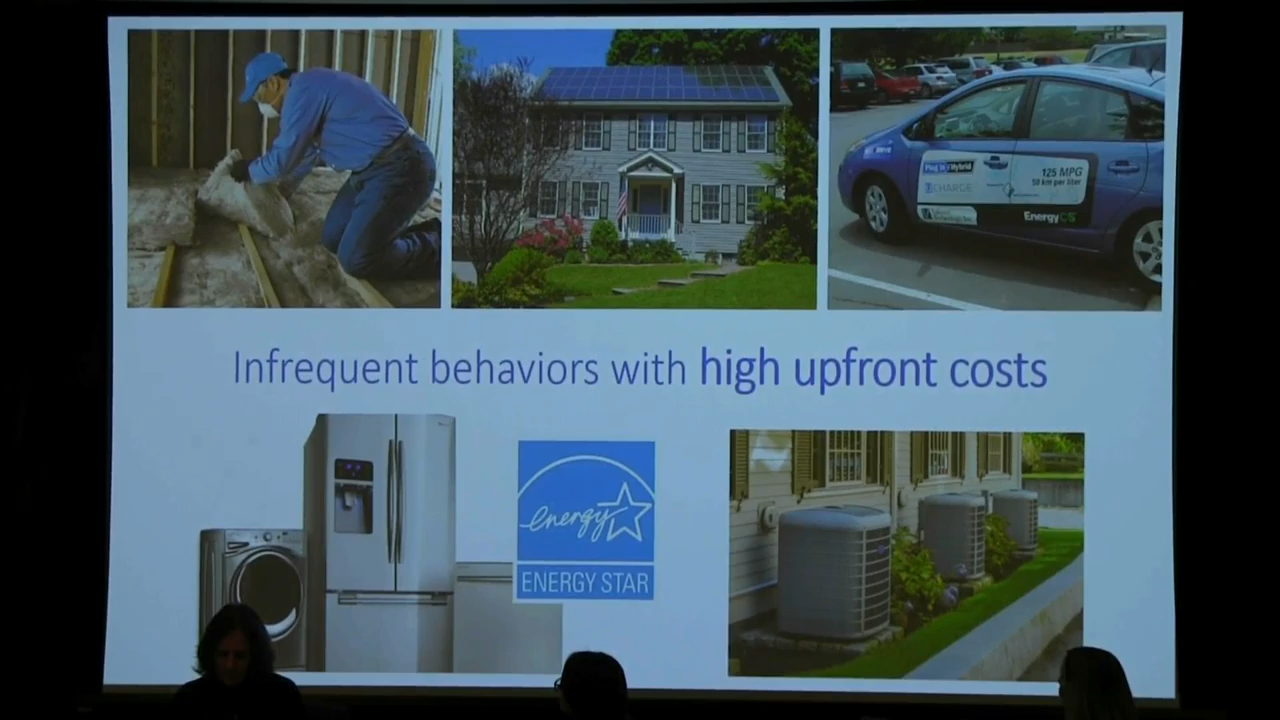 Plug In Hybrid
125 MPG
50 km per liter
CHARGE
EnergyCS
Infrequent behaviors with high upfront costs
energy
ENERGY STAR